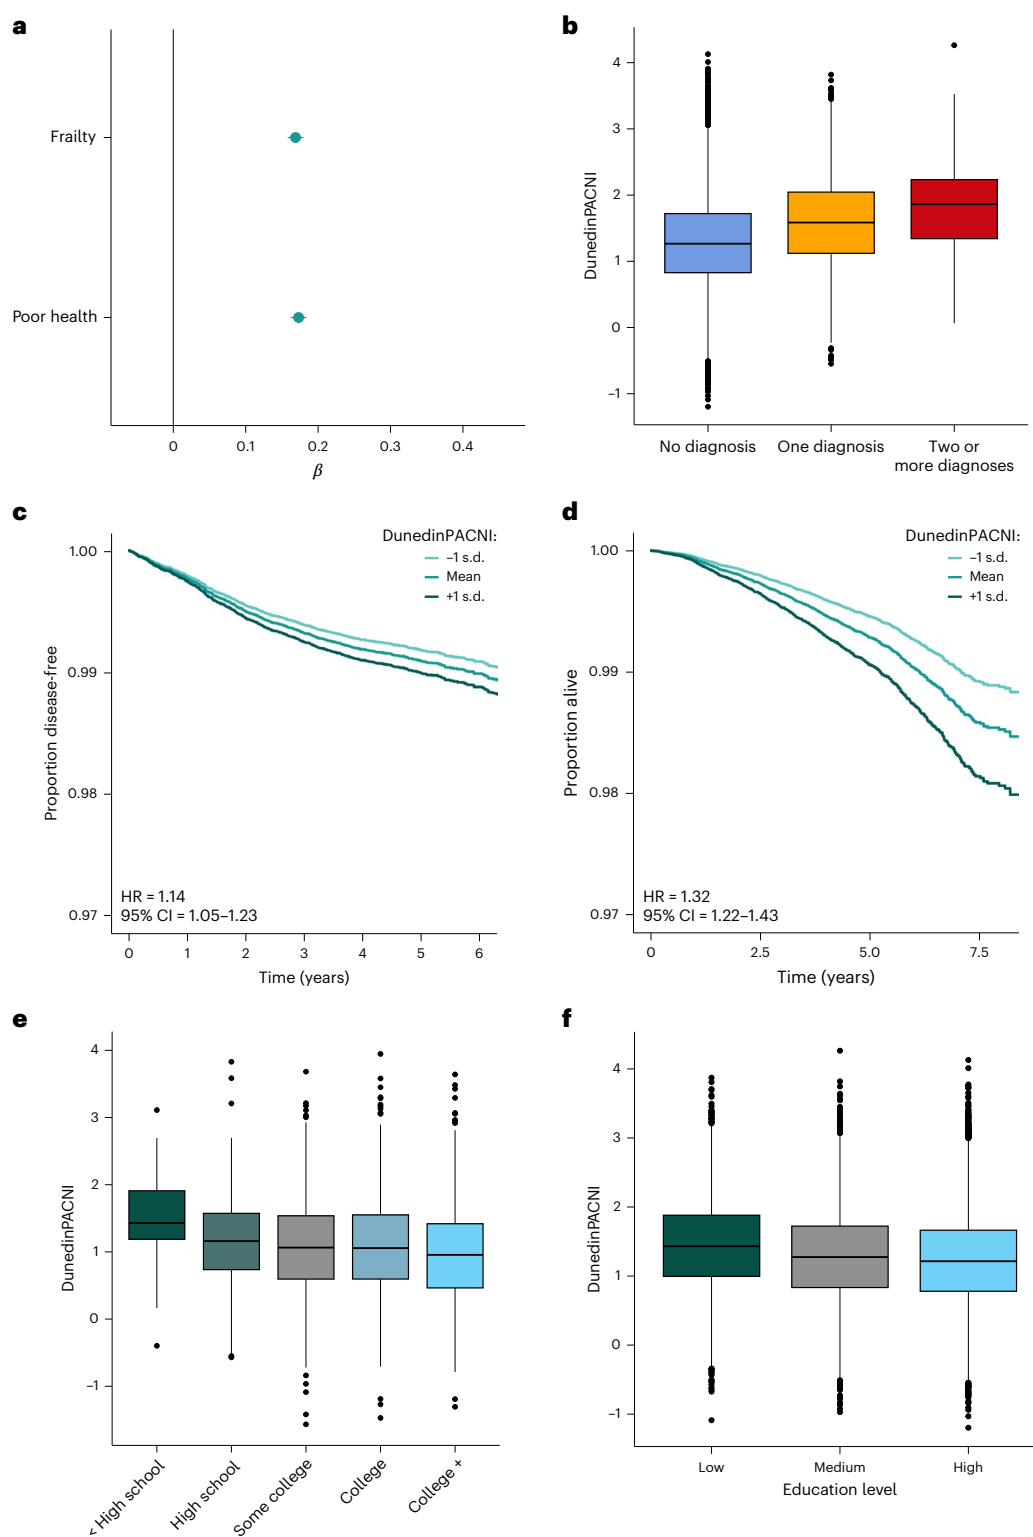 a
Frailty
Poor health
0
0.1
0.2
0.3
0.4
β
b
DunedinPACNI
4
3
2
1
0
–1
No diagnosis
One diagnosis
Two or
more diagnoses
c
DunedinPACNI:
–1 s.d.
Mean
+1 s.d.
Proportion disease-free
1.00
0.99
0.98
0.97
HR = 1.14
95% CI = 1.05–1.23
0
1
2
3
4
5
6
Time (years)
d
DunedinPACNI:
–1 s.d.
Mean
+1 s.d.
Proportion alive
1.00
0.99
0.98
0.97
HR = 1.32
95% CI = 1.22–1.43
0
2.5
5.0
7.5
Time (years)
e
DunedinPACNI
4
3
2
1
0
–1
< High school
High school
Some college
College
College +
f
DunedinPACNI
4
3
2
1
0
–1
Low
Medium
High
Education level